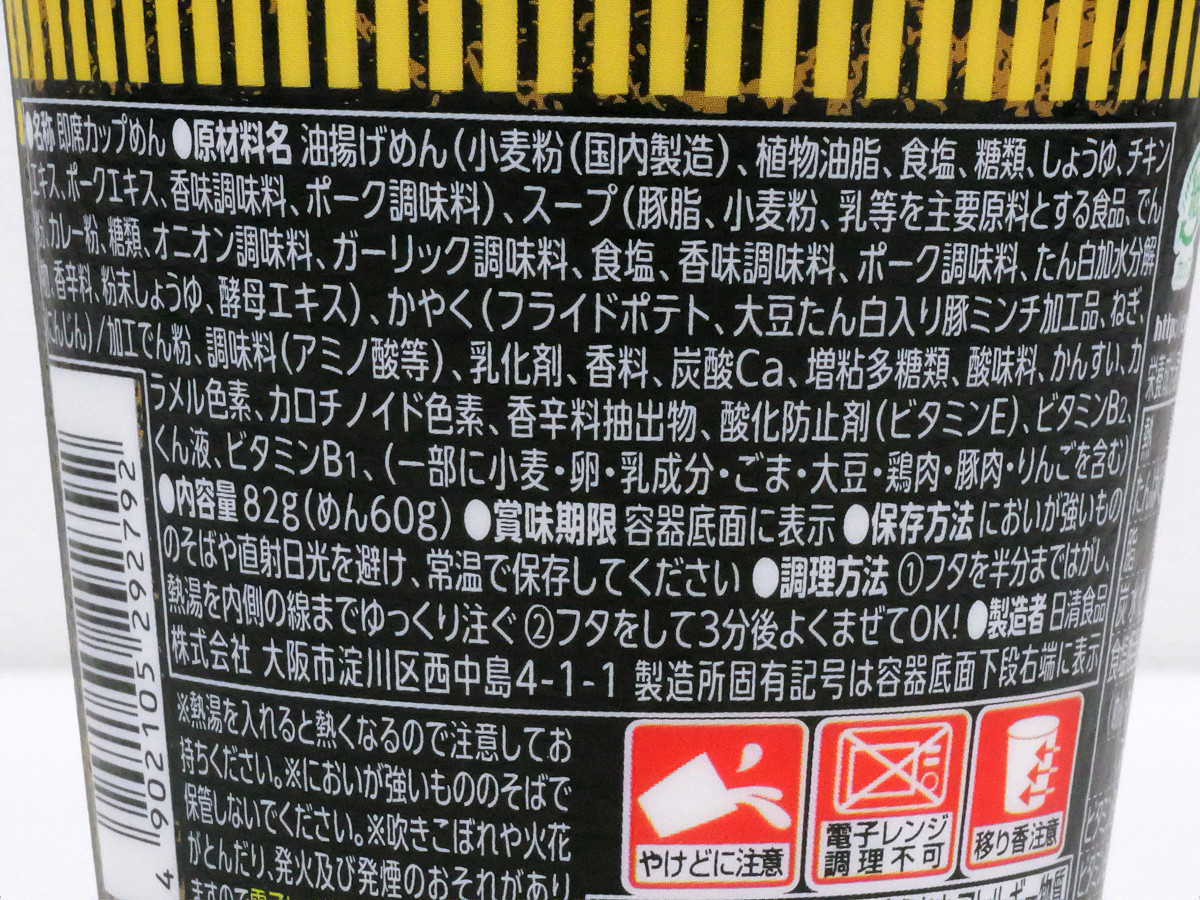 ●名称 即席カップめん ●原材料名 油揚げめん(小麦粉(国内製造)、植物油脂、食塩、糖類、しょうゆ、チキン
エキス、ポークエキス、香味調味料、ポーク調味料)、スープ(豚脂、小麦粉、乳等を主要原料とする食品、でん
粉、カレー粉、糖類、オニオン調味料、ガーリック調味料、食塩、香味調味料、ポーク調味料、たん白加水分解
物、香辛料、粉末しょうゆ、酵母エキス)、かやく(フライドポテト、大豆たん白入り豚ミンチ加工品、ねぎ、
にんじん)/加工でん粉、調味料(アミノ酸等)、乳化剤、香料、炭酸Ca、増粘多糖類、酸味料、かんすい、カ
ラメル色素、カロチノイド色素、香辛料抽出物、酸化防止剤(ビタミンE)、ビタミンB2、
くん液、ビタミンB1、(一部に小麦・卵・乳成分・ごま・大豆・鶏肉・豚肉・りんごを含む)
●内容量 82g(めん60g) ●賞味期限 容器底面に表示 ●保存方法 においが強いもの
のそばや直射日光を避け、常温で保存してください ●調理方法 ①フタを半分まではがし、
熱湯を内側の線までゆっくり注ぐ ②フタをして3分後よくまぜてOK! ●製造者 日清食品
株式会社 大阪市淀川区西中島4-1-1 製造所固有記号は容器底面下段右端に表示
※熱湯を入れると熱くなるので注意してお
持ちください。※においが強いもののそばで
保管しないでください。※吹きこぼれや火花
がとんだり、発火及び発煙のおそれがあり
ますので電子
やけどに注意
電子レンジ
調理不可
移り香注意
4 902105 292792
http: